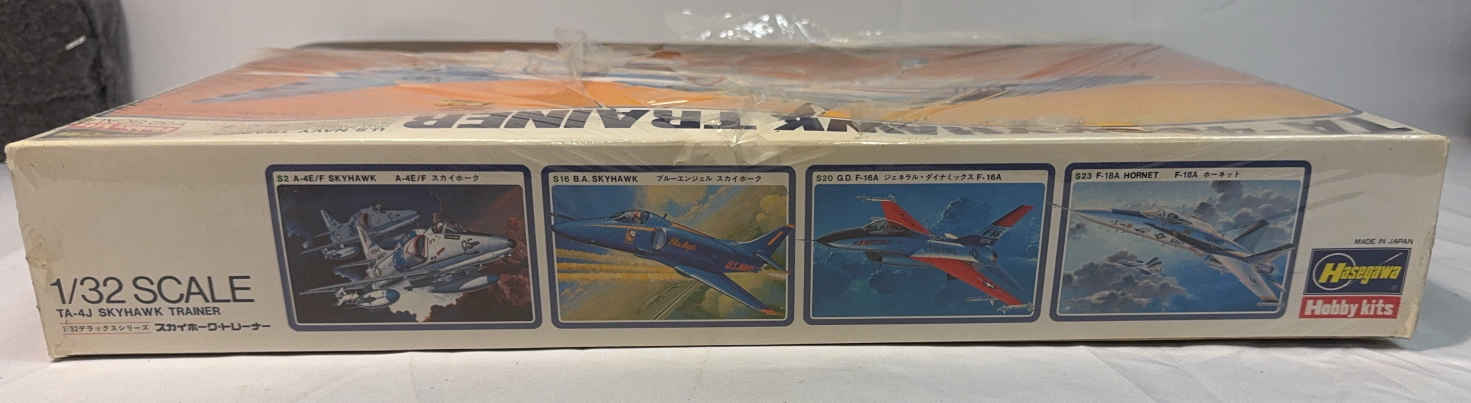 U.S. NAVY
TRAINER
S2 A-4E/F SKYHAWK A-4E/F スカイホーク
S16 B.A. SKYHAWK ブルーエンジェル スカイホーク
S20 G.D. F-16A ジェネラル・ダイナミックス F-16A
S23 F-18A HORNET F-18A ホーネット
Blue Angels
05
1/32 SCALE
TA-4J SKYHAWK TRAINER
1/32デラックスシリーズ スカイホーク・トレーナー
MADE IN JAPAN
Hasegawa
Hobby kits